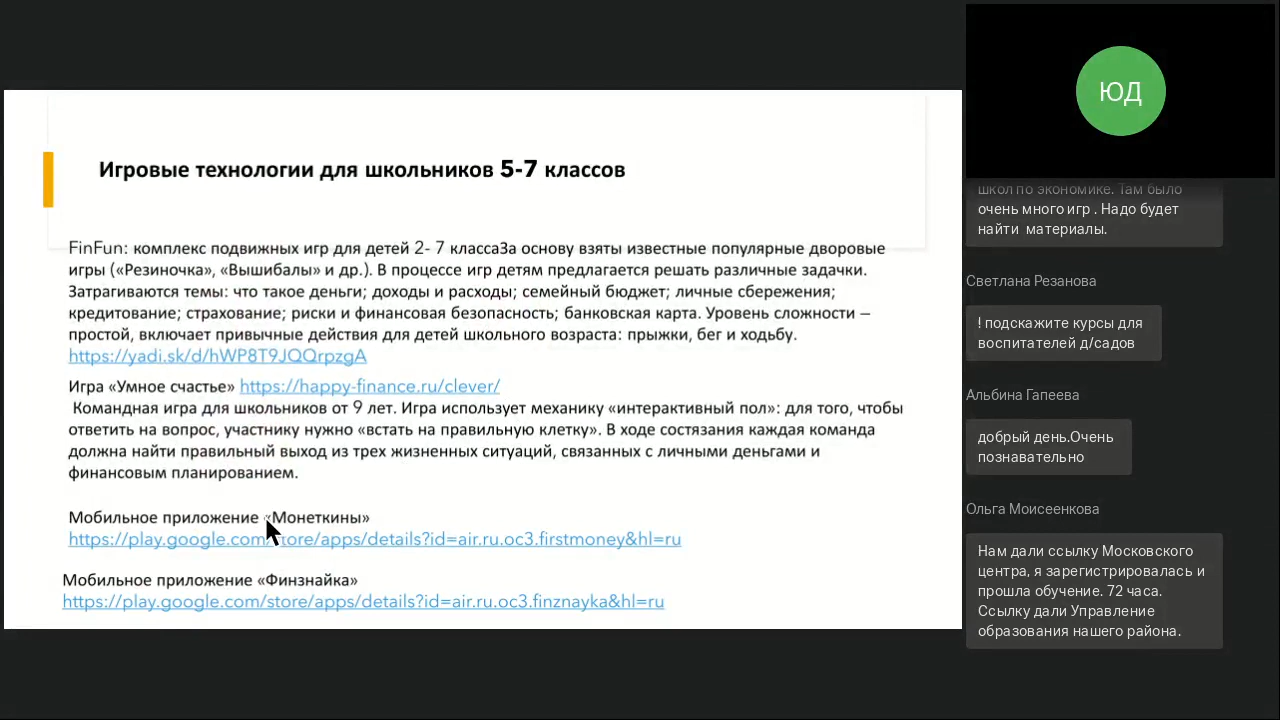 Игровые технологии для школьников 5-7 классов
FinFun: комплекс подвижных игр для детей 2- 7 классаЗа основу взяты известные популярные дворовые
игры («Резиночка», «Вышибалы» и др.). В процессе игр детям предлагается решать различные задачки.
Затрагиваются темы: что такое деньги; доходы и расходы; семейный бюджет; личные сбережения;
кредитование; страхование; риски и финансовая безопасность; банковская карта. Уровень сложности –
простой, включает привычные действия для детей школьного возраста: прыжки, бег и ходьбу.
https://yadi.sk/d/hWP8T9JQQrpzgA
Игра «Умное счастье» https://happy-finance.ru/clever/
Командная игра для школьников от 9 лет. Игра использует механику «интерактивный пол»: для того, чтобы
ответить на вопрос, участнику нужно «встать на правильную клетку». В ходе состязания каждая команда
должна найти правильный выход из трех жизненных ситуаций, связанных с личными деньгами и
финансовым планированием.
Мобильное приложение «Монеткины»
https://play.google.com/store/apps/details?id=air.ru.oc3.firstmoney&hl=ru
Мобильное приложение «Финзнайка»
https://play.google.com/store/apps/details?id=air.ru.oc3.finznayka&hl=ru
ЮД
школ по экономике. Там было
очень много игр . Надо будет
найти материалы.
Светлана Резанова
! подскажите курсы для
воспитателей д/садов
Альбина Гапеева
добрый день.Очень
познавательно
Ольга Моисеенкова
Нам дали ссылку Московского
центра, я зарегистрировалась и
прошла обучение. 72 часа.
Ссылку дали Управление
образования нашего района.